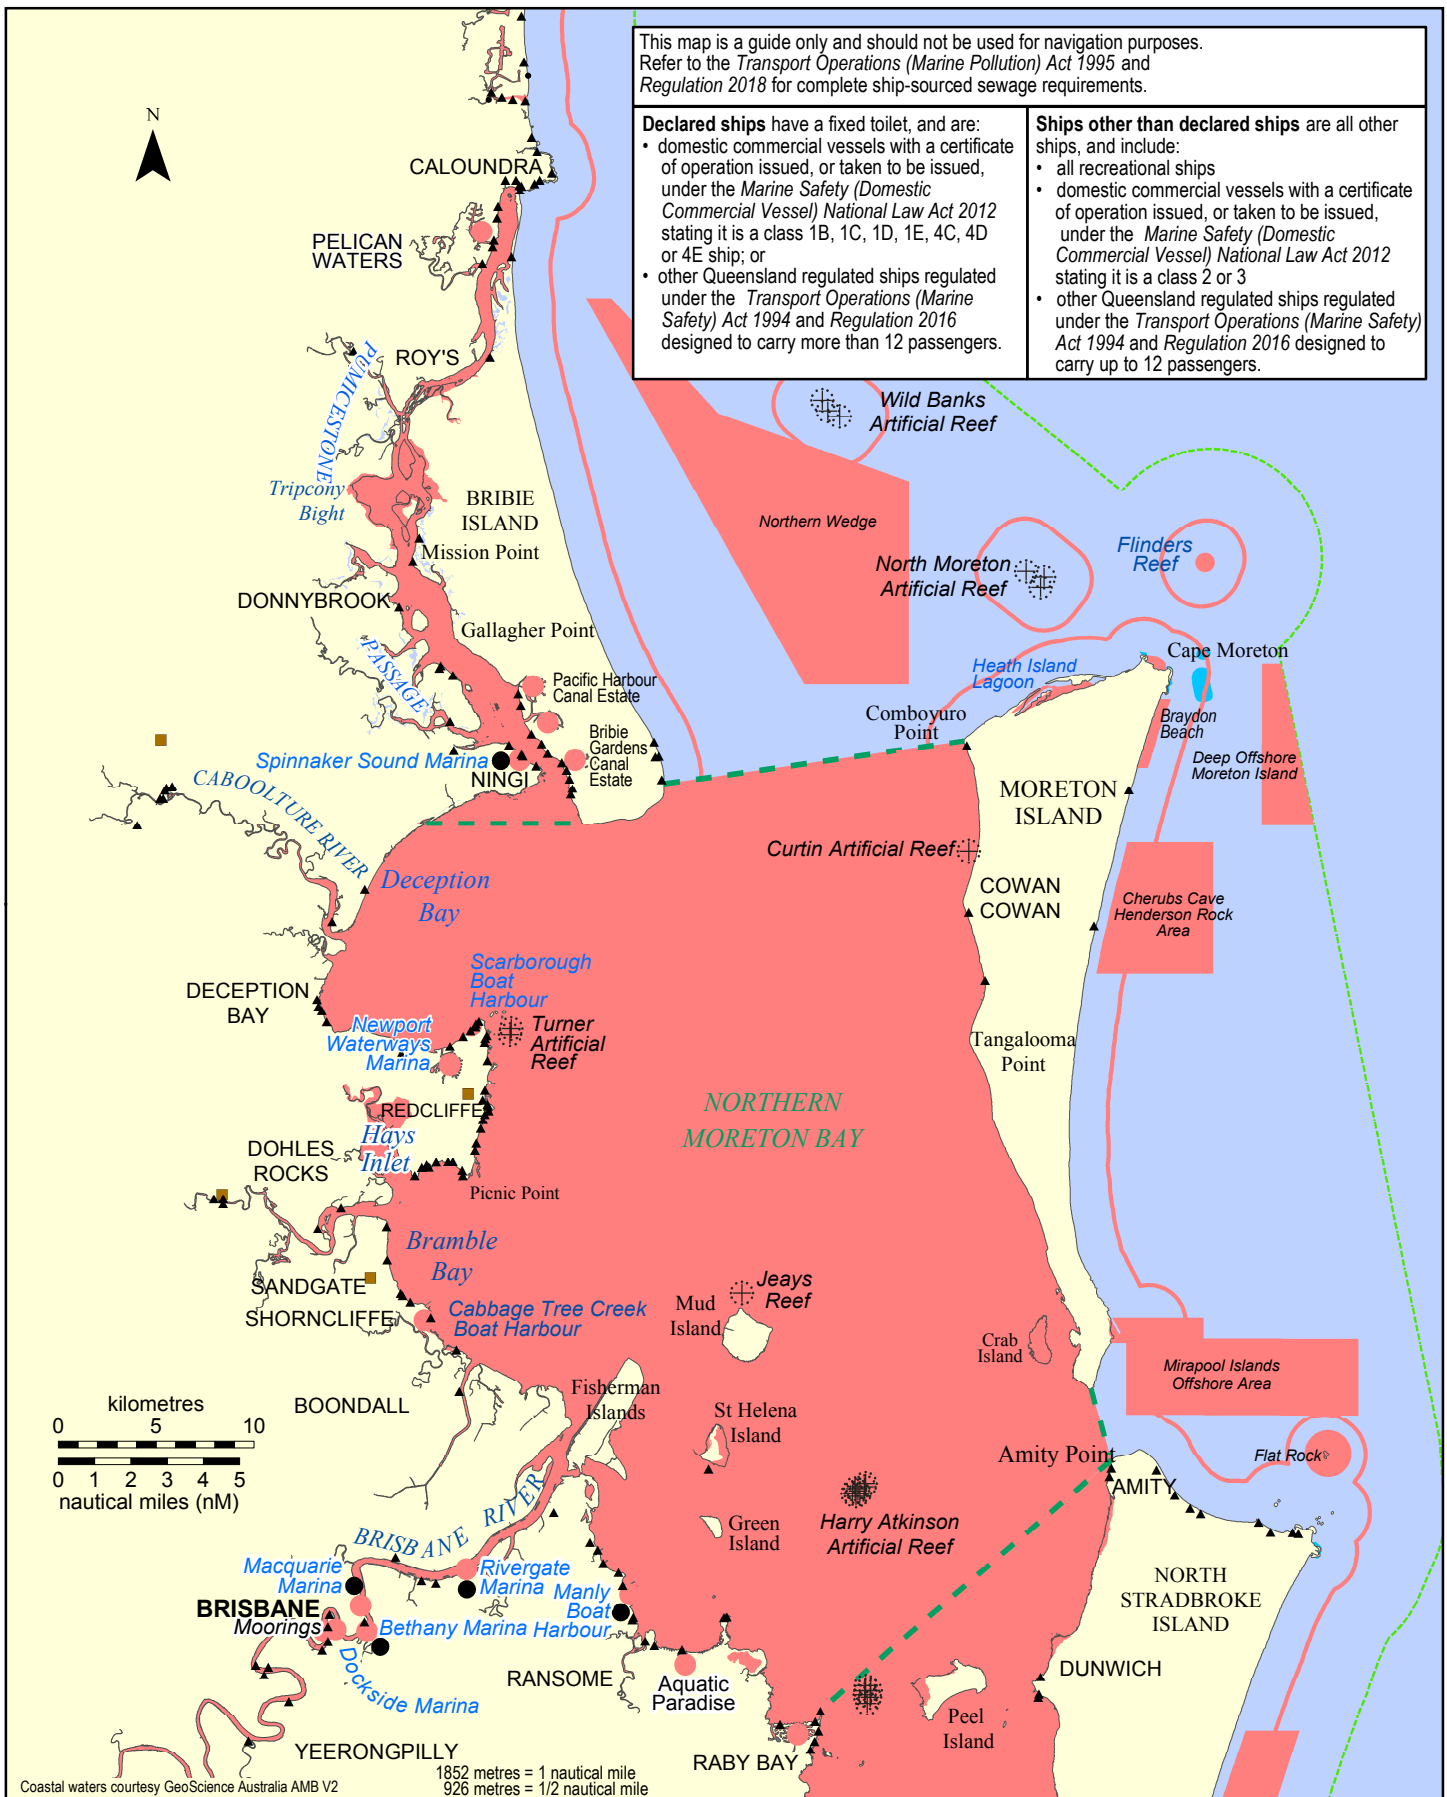 This map is a guide only and should not be used for navigation purposes.
Refer to the Transport Operations (Marine Pollution) Act 1995 and
Regulation 2018 for complete ship-sourced sewage requirements.
Declared ships have a fixed toilet, and are:
• domestic commercial vessels with a certificate
of operation issued, or taken to be issued,
under the Marine Safety (Domestic
Commercial Vessel) National Law Act 2012
stating it is a class 1B, 1C, 1D, 1E, 4C, 4D
or 4E ship; or
• other Queensland regulated ships regulated
under the Transport Operations (Marine
Safety) Act 1994 and Regulation 2016
designed to carry more than 12 passengers.
Ships other than declared ships are all other
ships, and include:
• all recreational ships
• domestic commercial vessels with a certificate
of operation issued, or taken to be issued,
under the Marine Safety (Domestic
Commercial Vessel) National Law Act 2012
stating it is a class 2 or 3
• other Queensland regulated ships regulated
under the Transport Operations (Marine Safety)
Act 1994 and Regulation 2016 designed to
carry up to 12 passengers.
N
CALOUNDRA
PELICAN
WATERS
ROY'S
PUMICESTONE
Wild Banks
Artificial Reef
Tripcony
Bight
BRIBIE
ISLAND
Northern Wedge
Mission Point
North Moreton
Artificial Reef
Flinders
Reef
DONNYBROOK
Gallagher Point
PASSAGE
Cape Moreton
Heath Island
Lagoon
Pacific Harbour
Canal Estate
Comboyuro
Point
Braydon
Beach
Bribie
Gardens
Canal
Estate
Spinnaker Sound Marina
NINGI
Deep Offshore
Moreton Island
CABOOLTURE RIVER
MORETON
ISLAND
Curtin Artificial Reef
Deception
Bay
COWAN
COWAN
Cherubs Cave
Henderson Rock
Area
Scarborough
Boat
Harbour
DECEPTION
BAY
Newport
Waterways
Marina
Turner
Artificial
Reef
Tangalooma
Point
REDCLIFFE
NORTHERN
MORETON BAY
Hays
Inlet
DOHLES
ROCKS
Picnic Point
Bramble
Bay
SANDGATE
SHORNCLIFFE
Cabbage Tree Creek
Boat Harbour
Jeays
Reef
Mud
Island
Crab
Island
Mirapool Islands
Offshore Area
Fisherman
Islands
BOONDALL
kilometres
0 5 10
0 1 2 3 4 5
nautical miles (nM)
St Helena
Island
Amity Point
Flat Rock
AMITY
BRISBANE RIVER
Green
Island
Harry Atkinson
Artificial Reef
Macquarie
Marina
Rivergate
Marina
Manly
Boat
Harbour
NORTH
STRADBROKE
ISLAND
BRISBANE
Moorings
Bethany Marina
Dockside Marina
RANSOME
Aquatic
Paradise
DUNWICH
Peel
Island
YEERONGPILLY
RABY BAY
1852 metres = 1 nautical mile
926 metres = 1/2 nautical mile
Coastal waters courtesy GeoScience Australia AMB V2